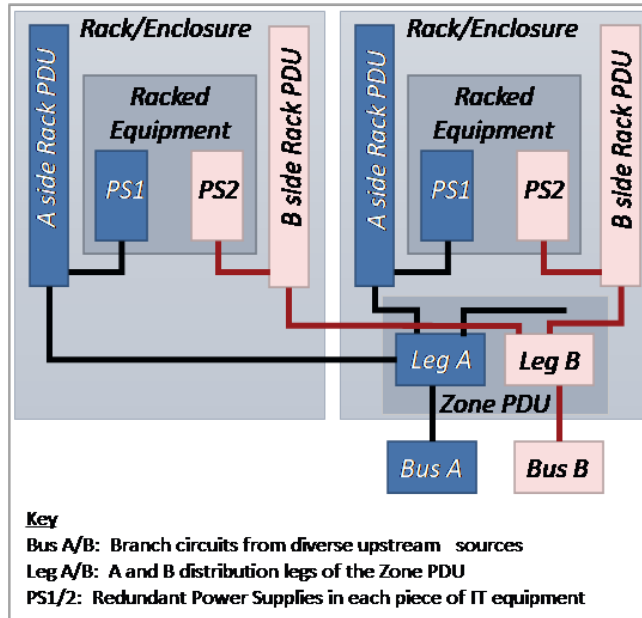 Rack/Enclosure
A side Rack PDU
Racked
Equipment
PS1
PS2
B side Rack PDU
Rack/Enclosure
A side Rack PDU
Racked
Equipment
PS1
PS2
B side Rack PDU
Leg A
Leg B
Zone PDU
Bus A
Bus B
Key
Bus A/B: Branch circuits from diverse upstream sources
Leg A/B: A and B distribution legs of the Zone PDU
PS1/2: Redundant Power Supplies in each piece of IT equipment